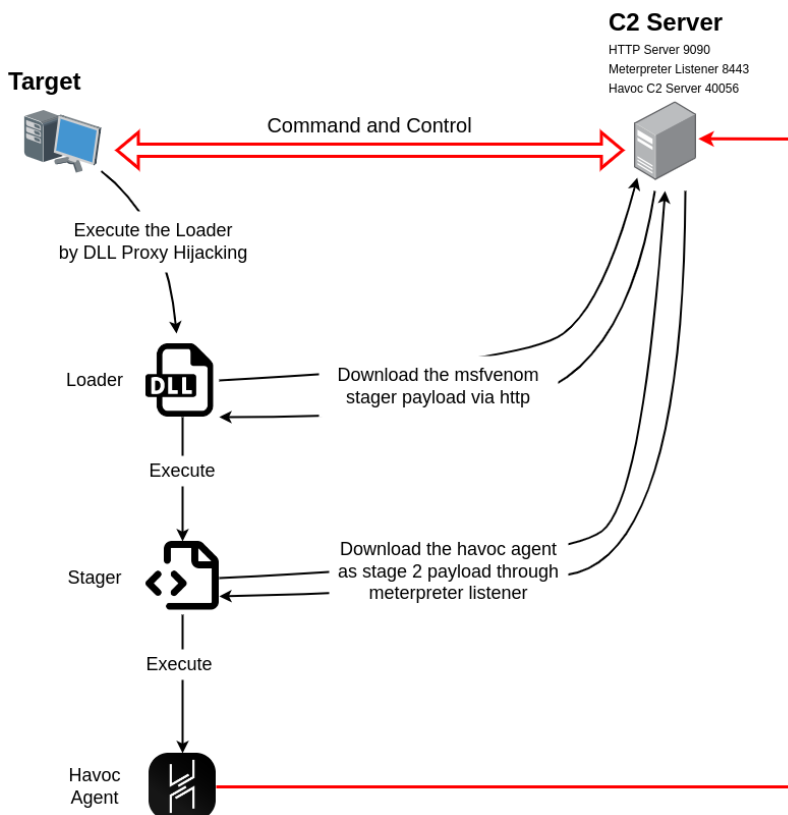 C2 Server
HTTP Server 9090
Meterpreter Listener 8443
Havoc C2 Server 40056
Target
Command and Control
Execute the Loader
by DLL Proxy Hijacking
Loader
DLL
Download the msfvenom
stager payload via http
Execute
Stager
Download the havoc agent
as stage 2 payload through
meterpreter listener
Execute
Havoc
Agent